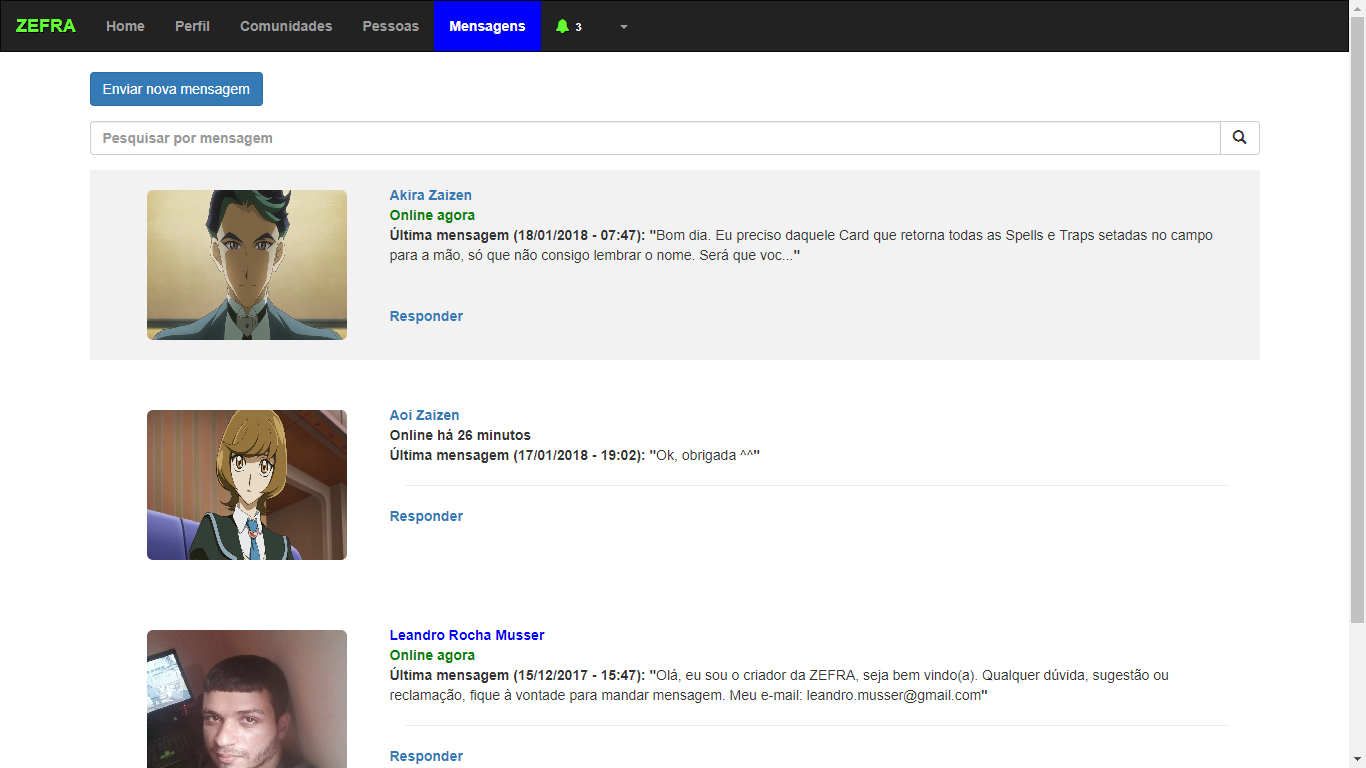 ZEFRA Home Perfil Comunidades Pessoas Mensagens 3
Enviar nova mensagem
Pesquisar por mensagem
Akira Zaizen
Online agora
Última mensagem (18/01/2018 - 07:47): "Bom dia. Eu preciso daquele Card que retorna todas as Spells e Traps setadas no campo
para a mão, só que não consigo lembrar o nome. Será que voc..."
Responder
Aoi Zaizen
Online há 26 minutos
Última mensagem (17/01/2018 - 19:02): "Ok, obrigada ^^"
Responder
Leandro Rocha Musser
Online agora
Última mensagem (15/12/2017 - 15:47): "Olá, eu sou o criador da ZEFRA, seja bem vindo(a). Qualquer dúvida, sugestão ou
reclamação, fique à vontade para mandar mensagem. Meu e-mail: leandro.musser@gmail.com"
Responder